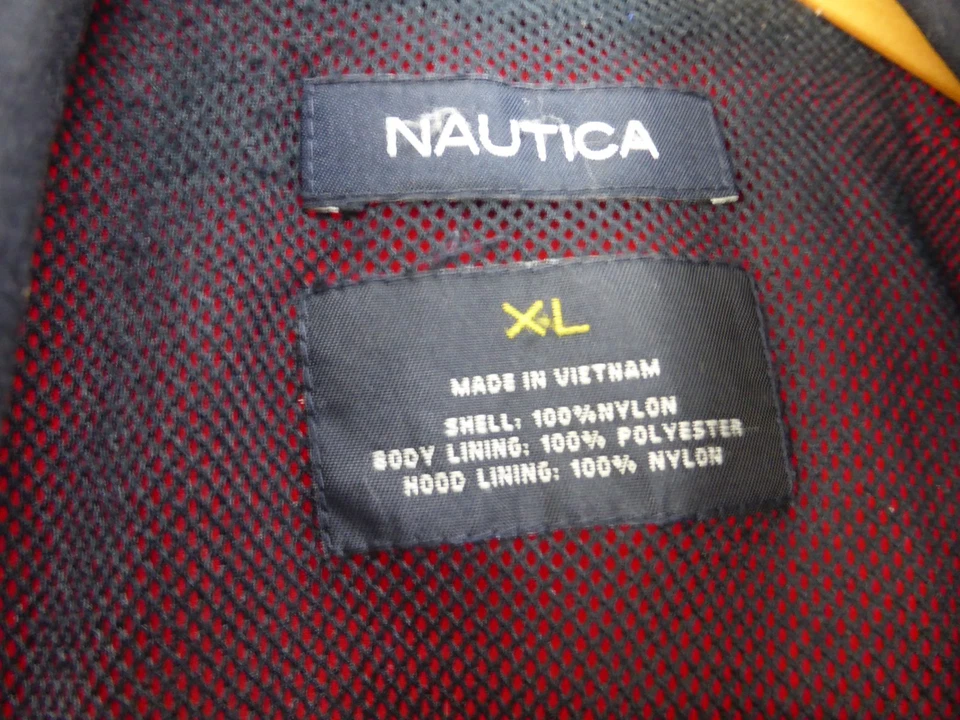 NAUTICA
XL
MADE IN VIETNAM
SHELL: 100%NYLON
BODY LINING: 100% POLYESTER
HOOD LINING: 100% NYLON